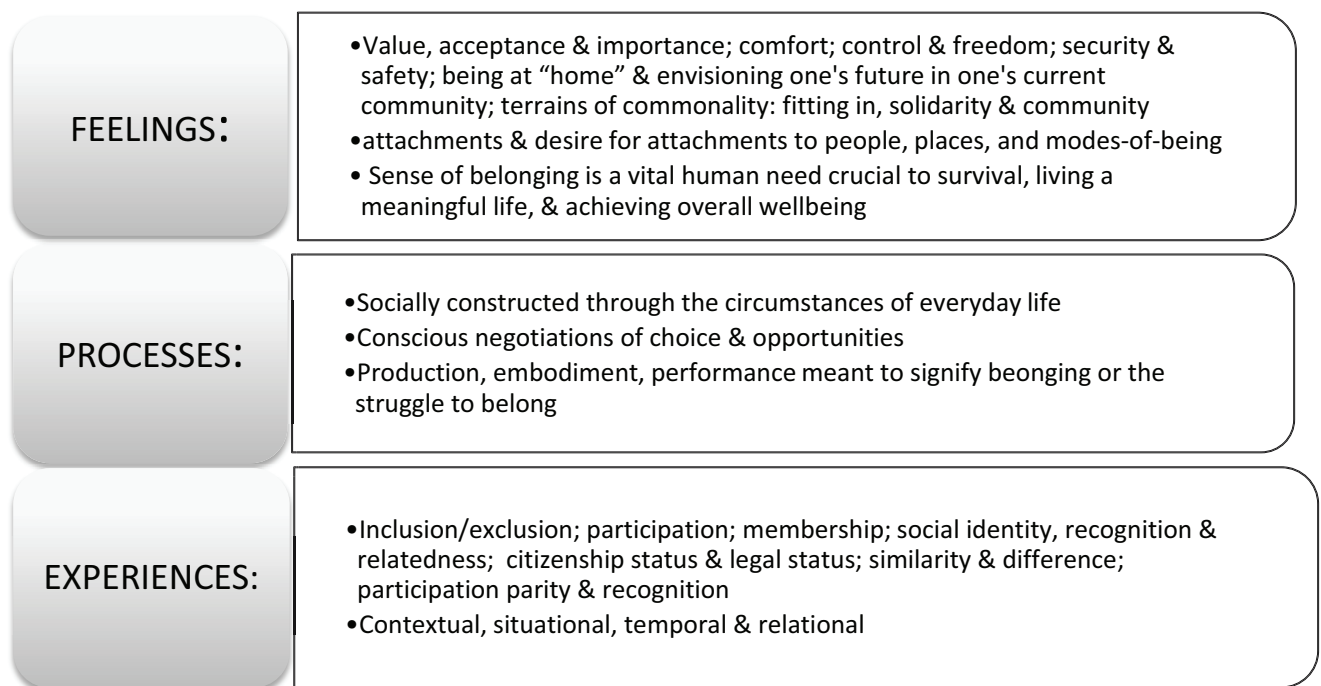 FEELINGS:
•Value, acceptance & importance; comfort; control & freedom; security &
safety; being at “home” & envisioning one's future in one's current
community; terrains of commonality: fitting in, solidarity & community
•attachments & desire for attachments to people, places, and modes-of-being
• Sense of belonging is a vital human need crucial to survival, living a
meaningful life, & achieving overall wellbeing
PROCESSES:
•Socially constructed through the circumstances of everyday life
•Conscious negotiations of choice & opportunities
•Production, embodiment, performance meant to signify beonging or the
struggle to belong
EXPERIENCES:
•Inclusion/exclusion; participation; membership; social identity, recognition &
relatedness;  citizenship status & legal status; similarity & difference;
participation parity & recognition
•Contextual, situational, temporal & relational